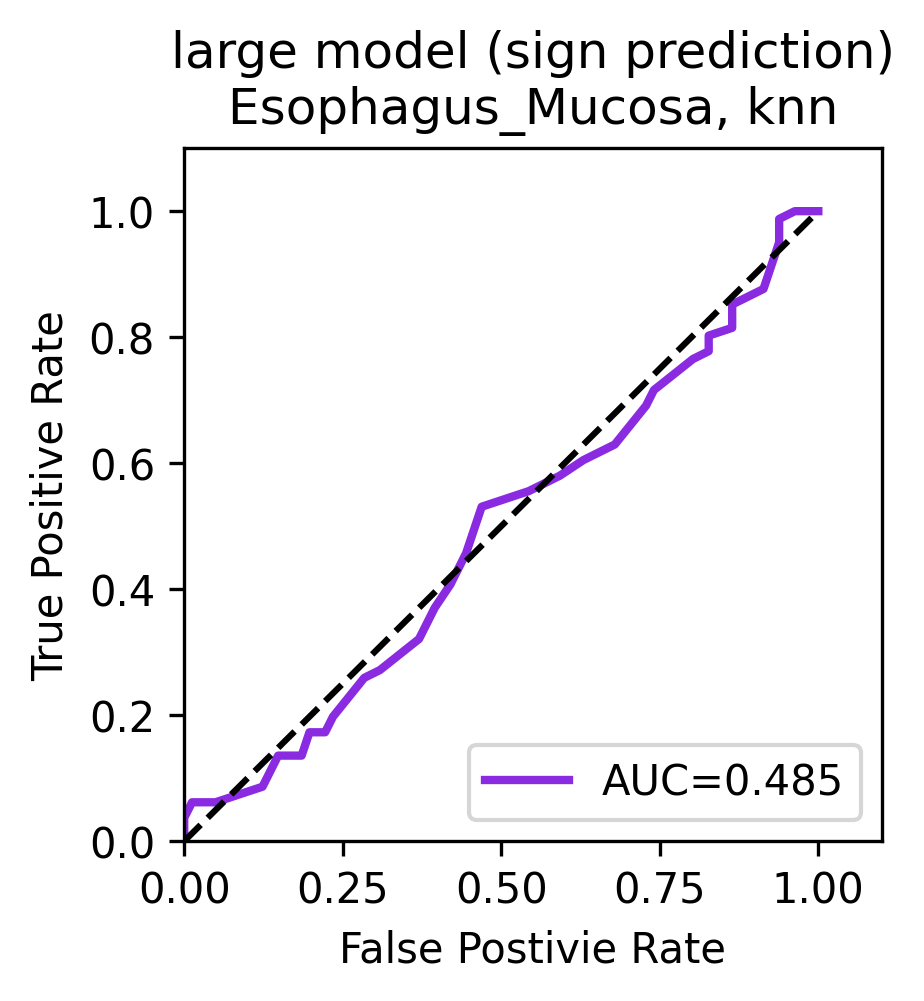 large model (sign prediction)
Esophagus_Mucosa, knn
1.0
0.8
0.6
0.4
0.2
0.0
True Positive Rate
AUC=0.485
0.00 0.25 0.50 0.75 1.00
False Postivie Rate